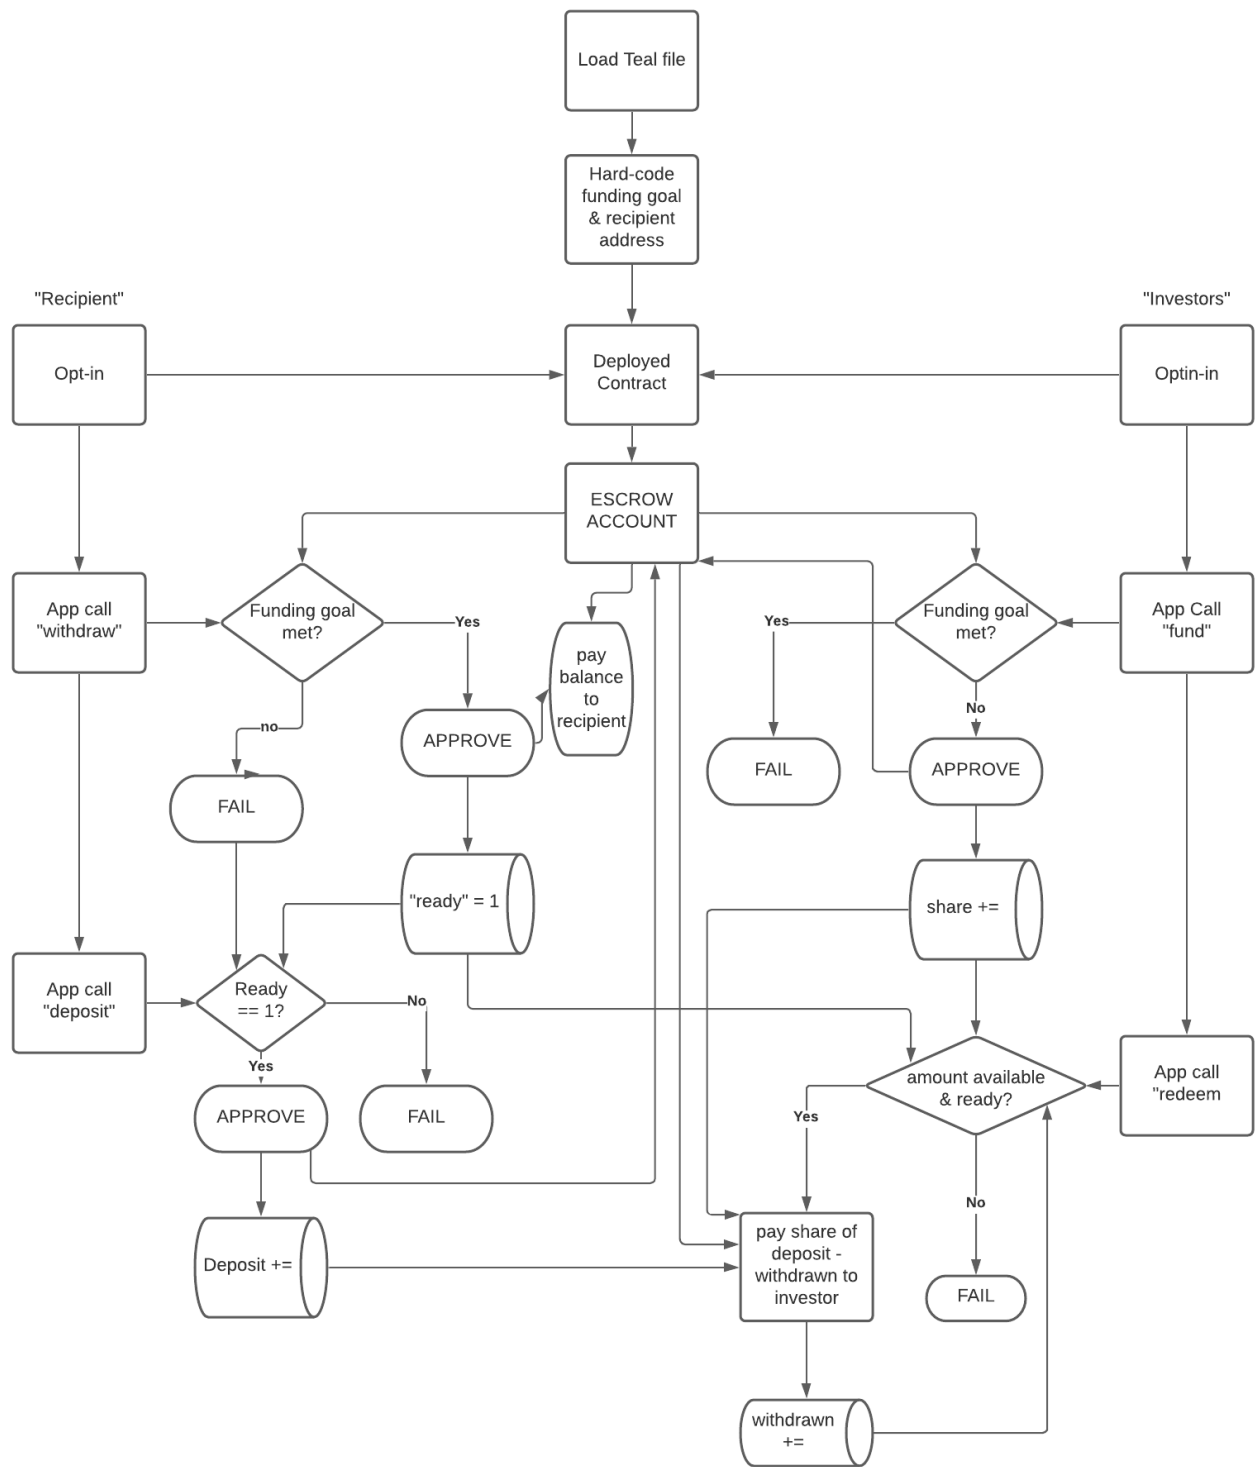 Load Teal file
Hard-code
funding goal
& recipient
address
"Recipient"
"Investors"
Opt-in
Deployed
Contract
Optin-in
ESCROW
ACCOUNT
App call
"withdraw"
Funding goal
met?
Yes
pay
balance
to
recipient
Yes
Funding goal
met?
App Call
"fund"
no
No
APPROVE
FAIL
APPROVE
FAIL
"ready" = 1
share +=
App call
"deposit"
Ready
== 1?
No
Yes
amount available
& ready?
App call
"redeem
APPROVE
FAIL
Yes
No
Deposit +=
pay share of
deposit -
withdrawn to
investor
FAIL
withdrawn
+=